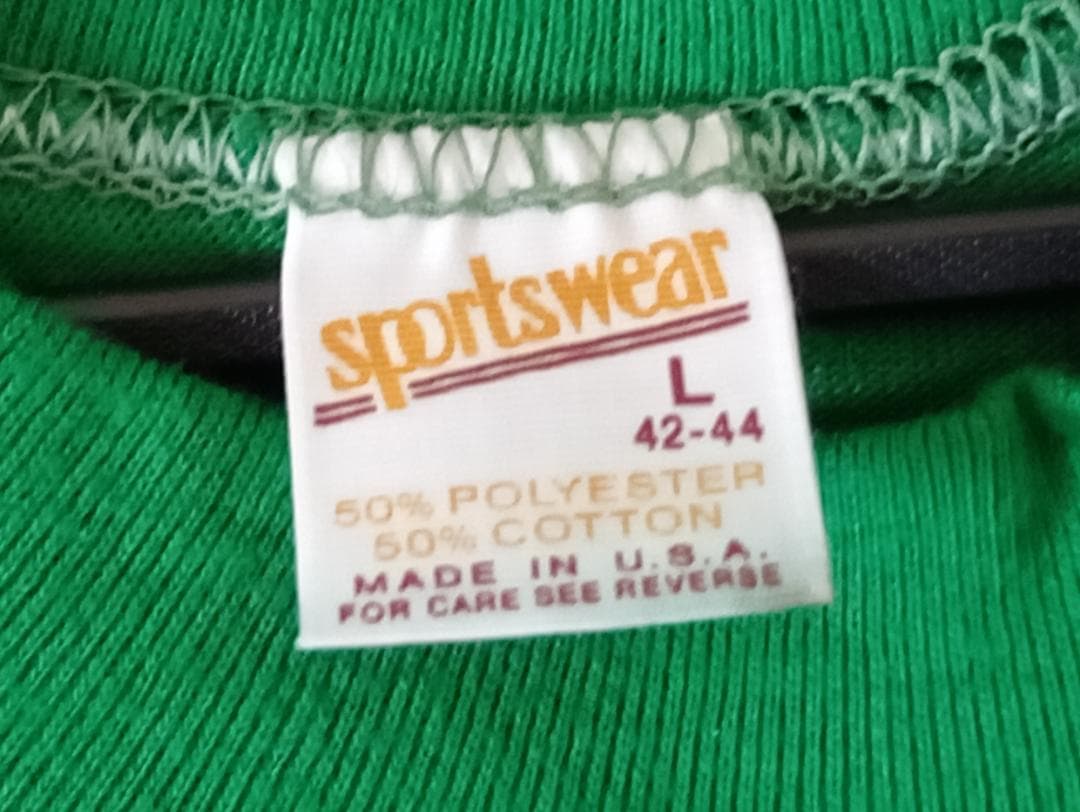 sportswear
L
42-44
50% POLYESTER
50% COTTON
MADE IN U.S.A.
FOR CARE SEE REVERSE